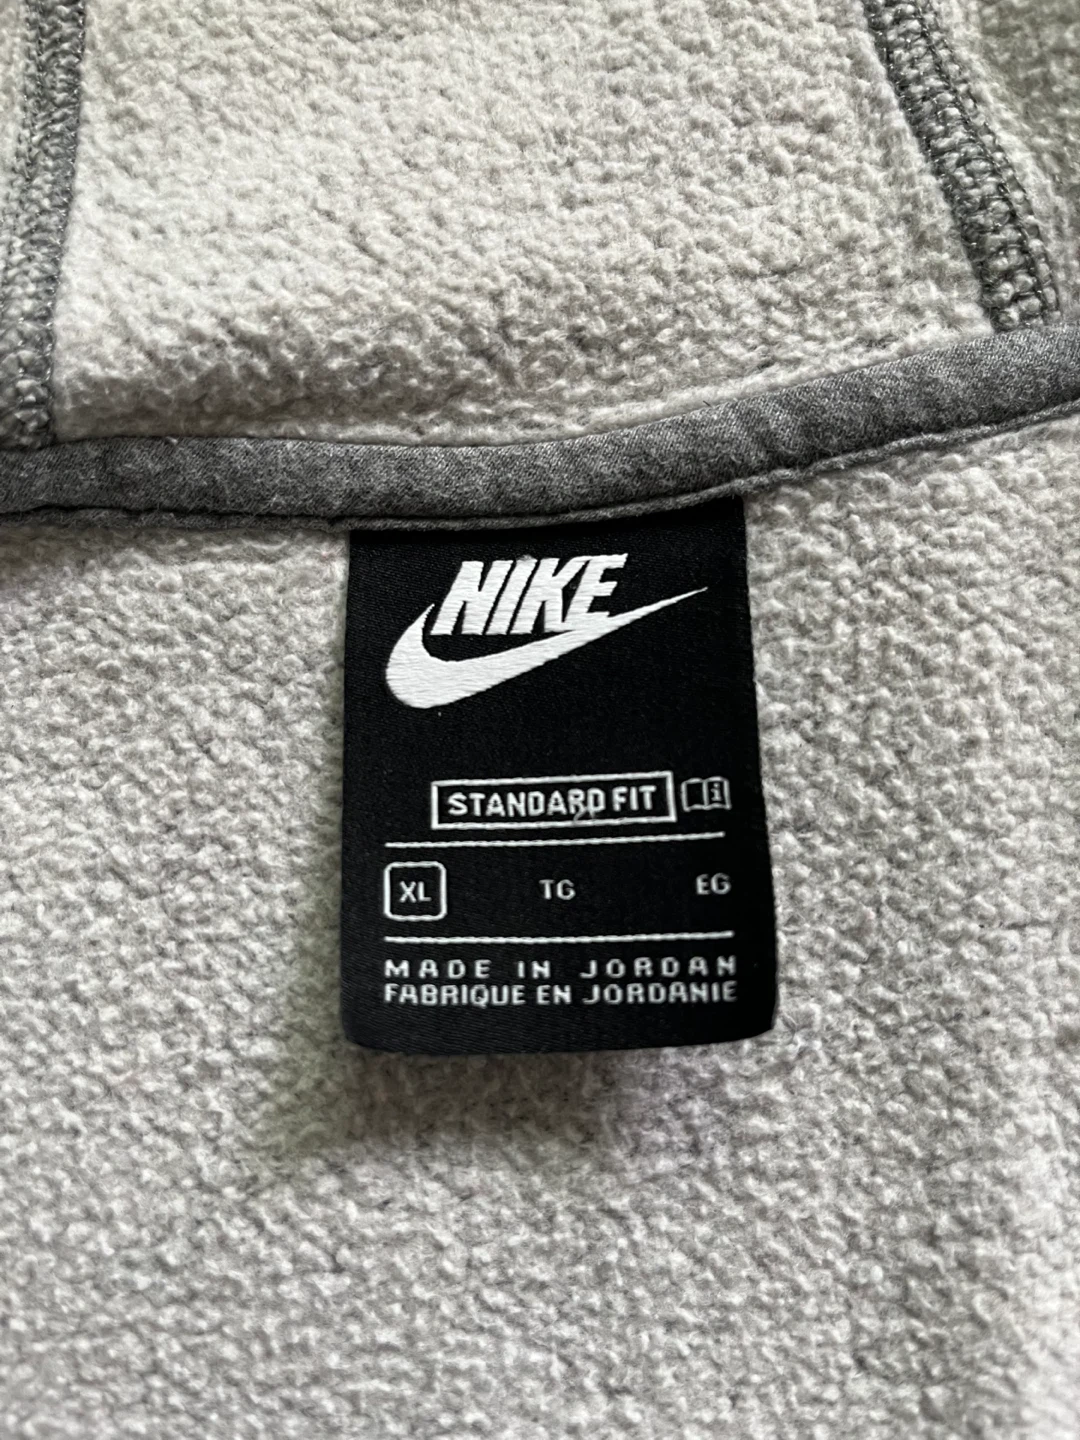 NIKE
STANDARD FIT
XL TG EG
MADE IN JORDAN
FABRIQUE EN JORDANIE